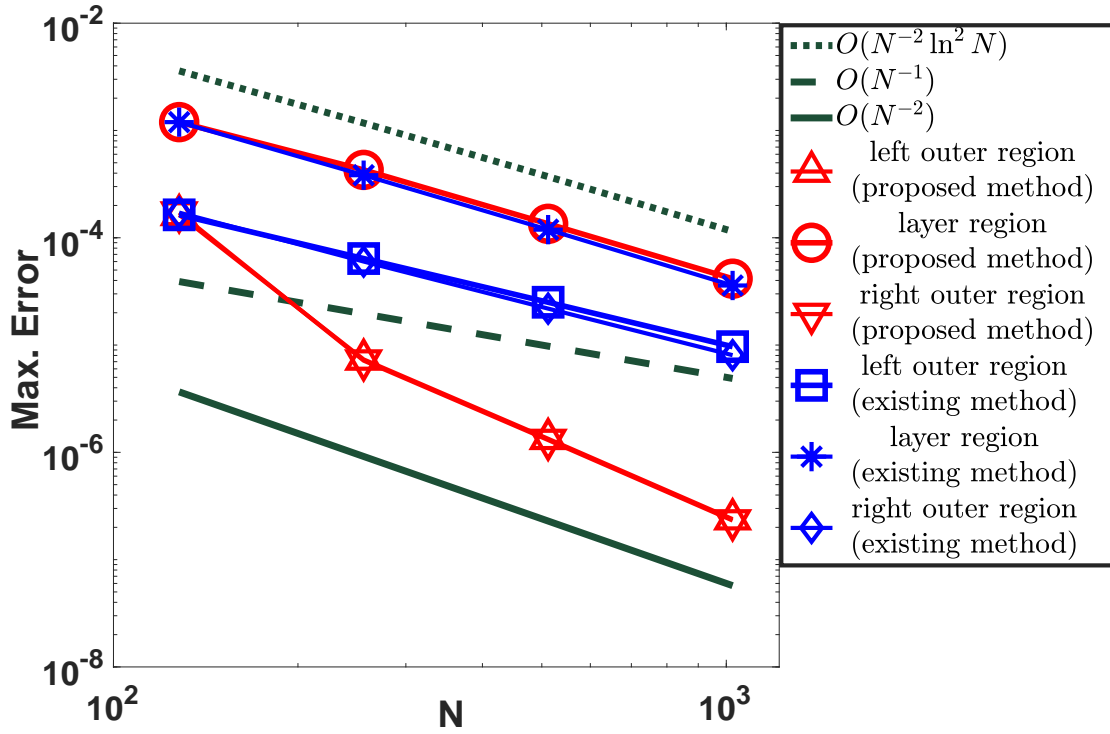 10^-2
10^-4
10^-6
10^-8
Max. Error
10^2
10^3
N
O(N^-2 ln^2 N)
O(N^-1)
O(N^-2)
left outer region
(proposed method)
layer region
(proposed method)
right outer region
(proposed method)
left outer region
(existing method)
layer region
(existing method)
right outer region
(existing method)